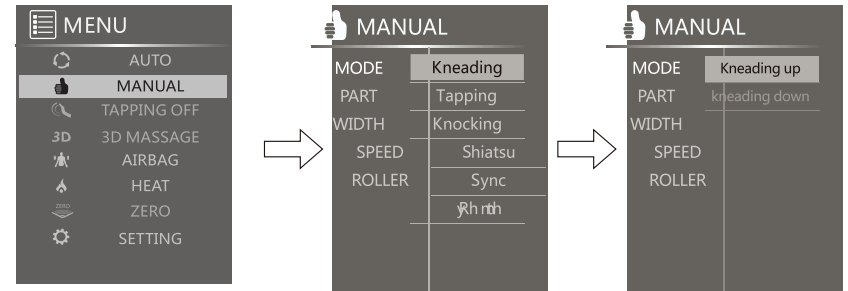 MENU
AUTO
MANUAL
TAPPING OFF
3D 3D MASSAGE
AIRBAG
HEAT
ZERO ZERO
SETTING
MANUAL
MODE Kneading
PART Tapping
WIDTH Knocking
SPEED Shiatsu
ROLLER Sync
MANUAL
MODE Kneading up
PART kneading down
WIDTH
SPEED
ROLLER